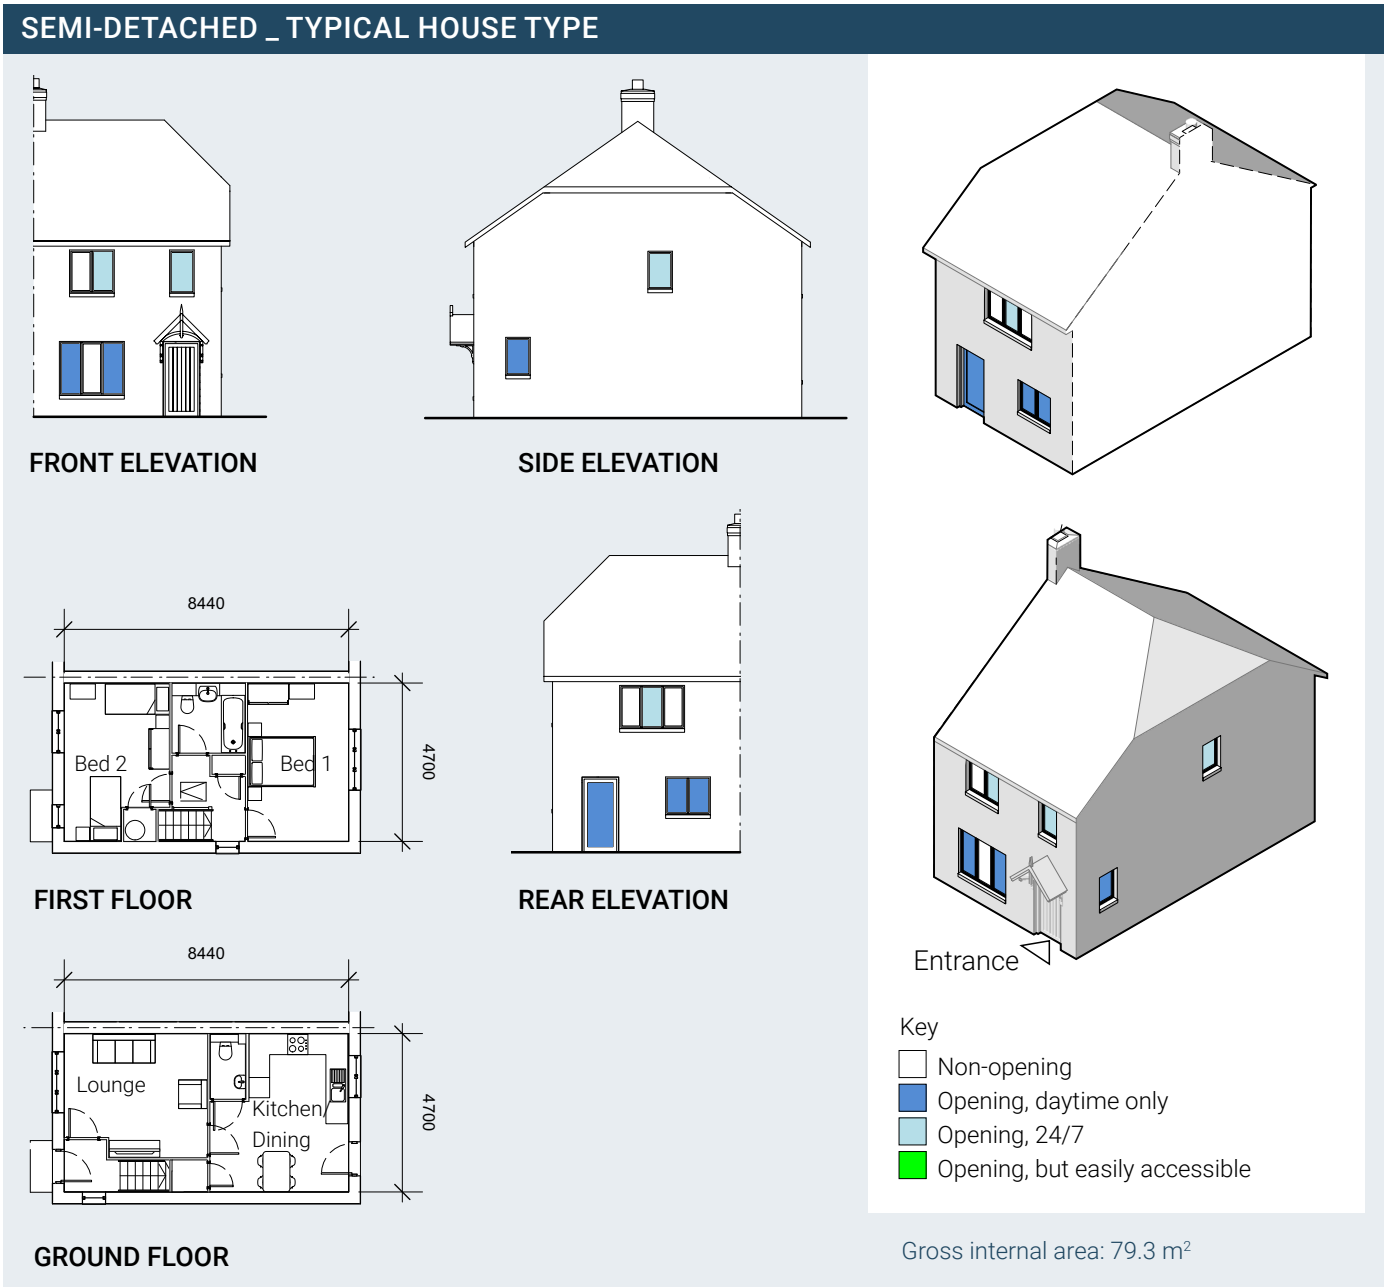 SEMI-DETACHED _ TYPICAL HOUSE TYPE
FRONT ELEVATION
SIDE ELEVATION
8440
4700
Bed 2
Bed 1
FIRST FLOOR
REAR ELEVATION
8440
4700
Lounge
Kitchen/
Dining
GROUND FLOOR
Entrance
Key
Non-opening
Opening, daytime only
Opening, 24/7
Opening, but easily accessible
Gross internal area: 79.3 m²